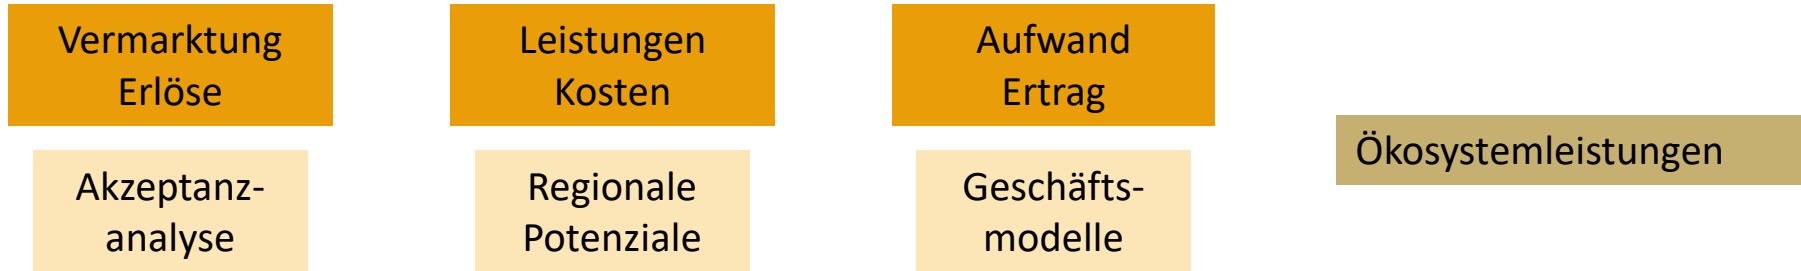 Vermarktung
Erlöse
Leistungen
Kosten
Aufwand
Ertrag
Akzeptanz-
analyse
Regionale
Potenziale
Geschäfts-
modelle
Ökosystemleistungen